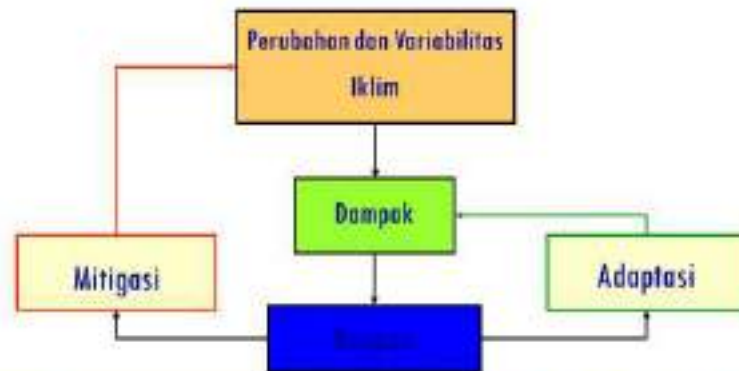 Perubahan dan Variabilitas
Iklim
Dampak
Mitigasi
Adaptasi